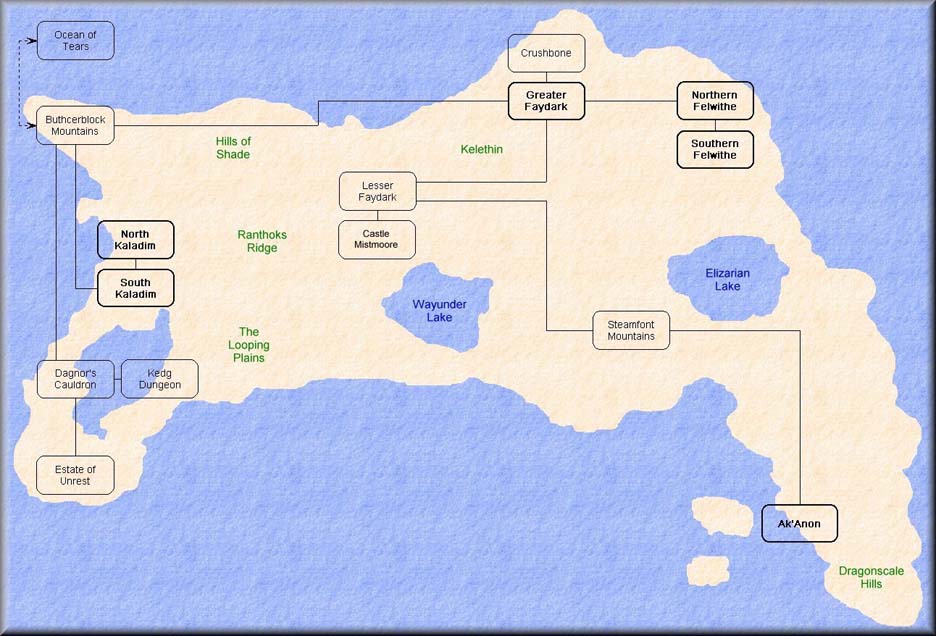 Ocean of
Tears
Crushbone
Greater
Faydark
Northern
Felwithe
Buthcerblock
Mountains
Hills of
Shade
Kelethin
Southern
Felwithe
Lesser
Faydark
North
Kaladim
Ranthoks
Ridge
Castle
Mistmoore
South
Kaladim
Elizarian
Lake
Wayunder
Lake
Steamfont
Mountains
The
Looping
Plains
Dagnor's
Cauldron
Kedg
Dungeon
Estate of
Unrest
Ak'Anon
Dragonscale
Hills